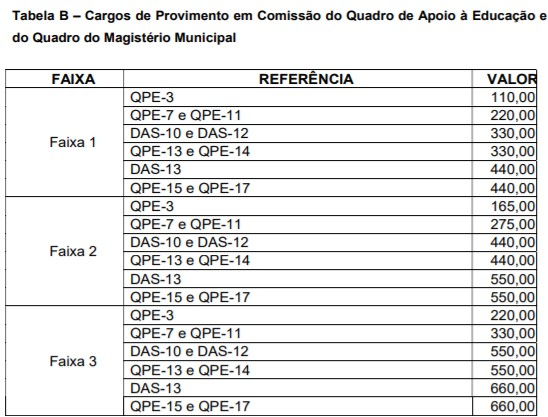 Tabela B – Cargos de Provimento em Comissão do Quadro de Apoio à Educação e
do Quadro do Magistério Municipal
FAIXA REFERÊNCIA VALOR
Faixa 1
QPE-3 110,00
QPE-7 e QPE-11 220,00
DAS-10 e DAS-12 330,00
QPE-13 e QPE-14 330,00
DAS-13 440,00
QPE-15 e QPE-17 440,00
Faixa 2
QPE-3 165,00
QPE-7 e QPE-11 275,00
DAS-10 e DAS-12 440,00
QPE-13 e QPE-14 440,00
DAS-13 550,00
QPE-15 e QPE-17 550,00
Faixa 3
QPE-3 220,00
QPE-7 e QPE-11 330,00
DAS-10 e DAS-12 550,00
QPE-13 e QPE-14 550,00
DAS-13 660,00
QPE-15 e QPE-17 660,00